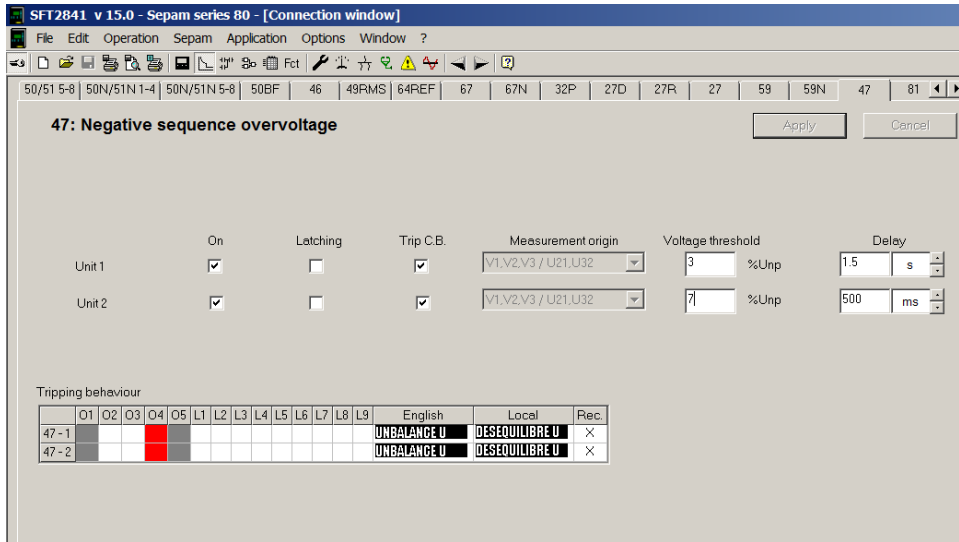 SFT2841 v 15.0 - Sepam series 80 - [Connection window]
File Edit Operation Sepam Application Options Window ?
Fct
50/51 5-8 50N/51N 1-4 50N/51N 5-8 50BF 46 49RMS 64REF 67 67N 32P 27D 27R 27 59 59N 47 81
47: Negative sequence overvoltage Apply Cancel
On Latching Trip C.B. Measurement origin Voltage threshold Delay
Unit 1 V1,V2,V3 / U21,U32 3 %Unp 1.5 s
Unit 2 V1,V2,V3 / U21,U32 7 %Unp 500 ms
Tripping behaviour
O1 O2 O3 O4 O5 L1 L2 L3 L4 L5 L6 L7 L8 L9 English Local Rec.
47 - 1 UNBALANCE U DESEQUILIBRE U X
47 - 2 UNBALANCE U DESEQUILIBRE U X